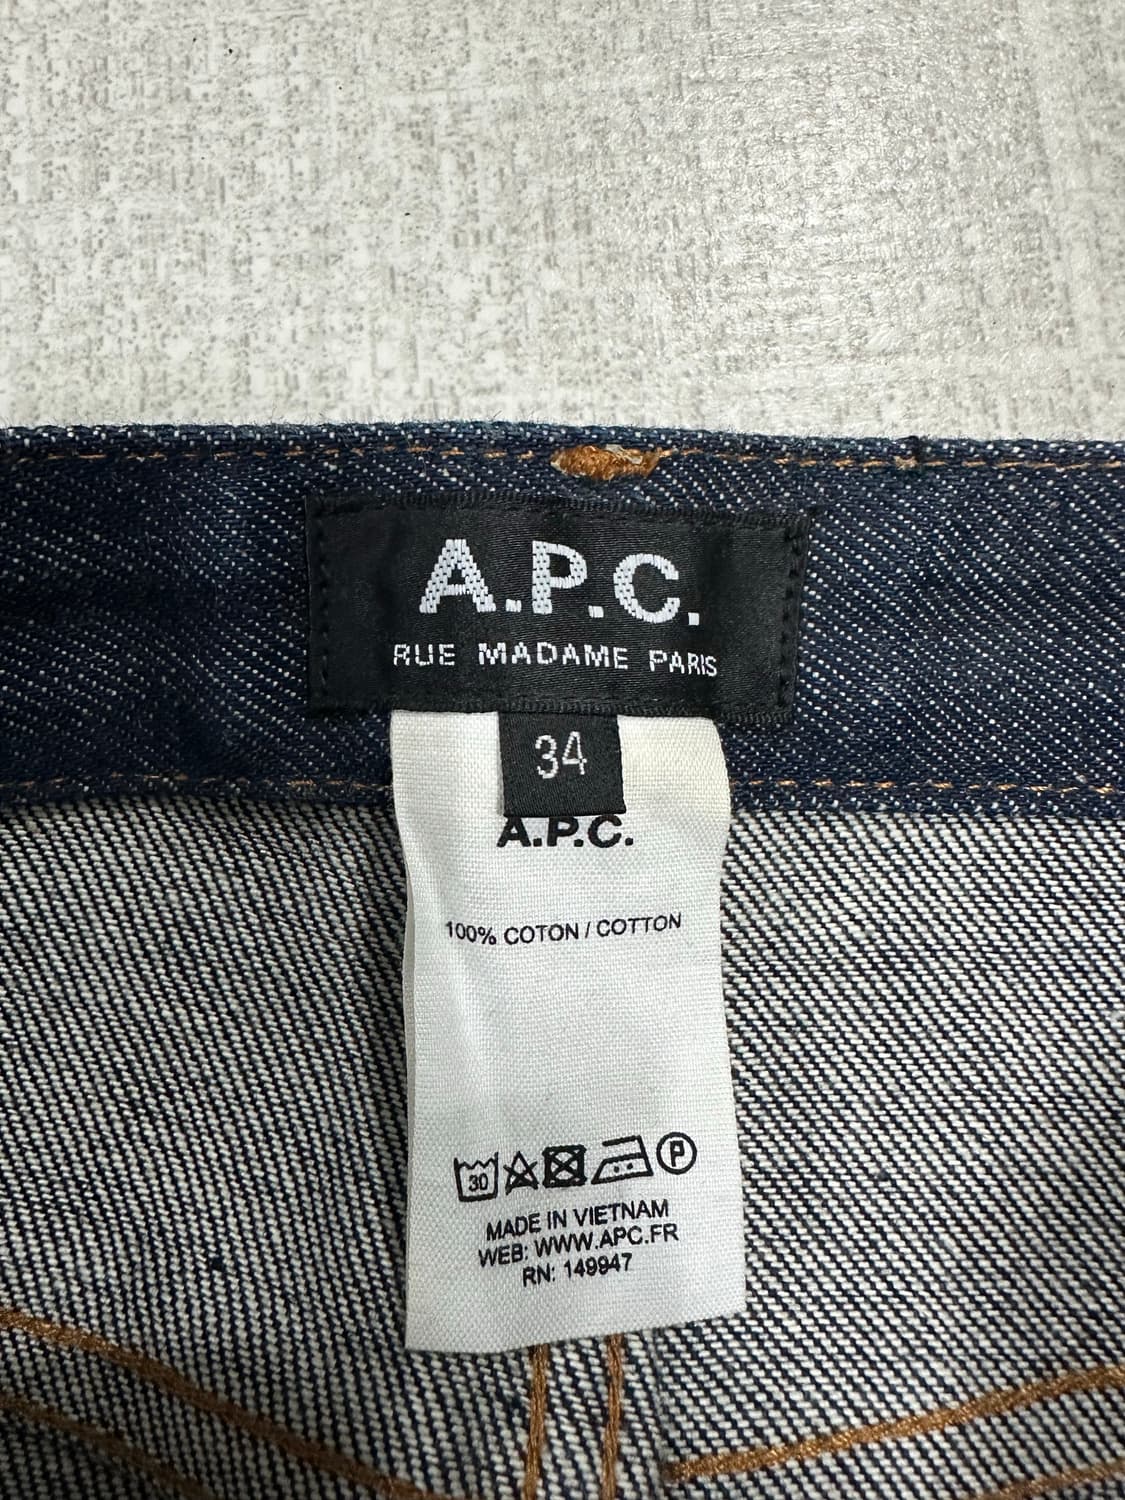 A.P.C.
RUE MADAME PARIS
34
A.P.C.
100% COTON / COTTON
30 P
MADE IN VIETNAM
WEB: WWW.APC.FR
RN: 149947